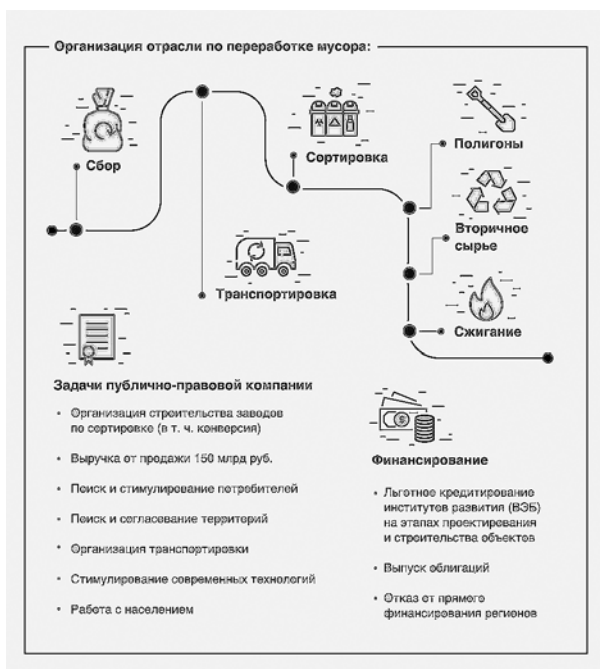 Организация отрасли по переработке мусора:
Сбор
Транспортировка
Сортировка
Полигоны
Вторичное
сырье
Сжигание
Задачи публично-правовой компании
• Организация строительства заводов
по сортировке (в т. ч. конверсия)
• Выручка от продажи 150 млрд руб.
• Поиск и стимулирование потребителей
• Поиск и согласование территорий
• Организация транспортировки
• Стимулирование современных технологий
• Работа с населением
Финансирование
• Льготное кредитирование
институтов развития (ВЭБ)
на этапах проектирования
и строительства объектов
• Выпуск облигаций
• Отказ от прямого
финансирования регионов